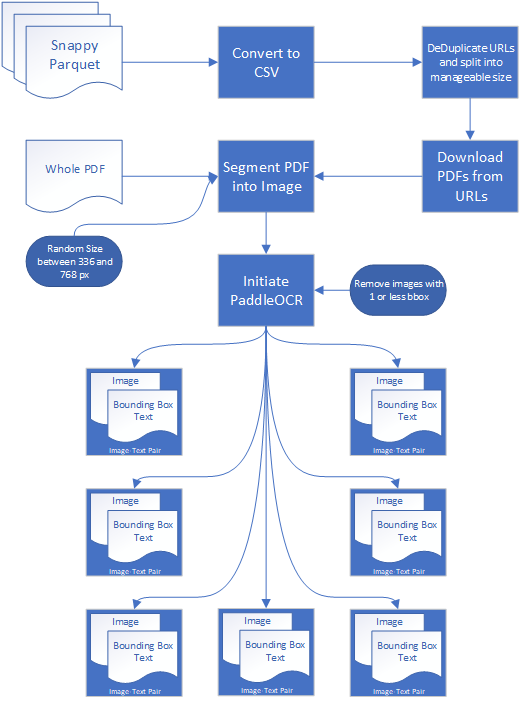 Snappy
Parquet
Convert to
CSV
DeDuplicate URLs
and split into
manageable size
Whole PDF
Segment PDF
into Image
Download
PDFs from
URLs
Random Size
between 336 and
768 px
Initiate
PaddleOCR
Remove images with
1 or less bbox
Image
Bounding Box
Text
Image-Text Pair
Image
Bounding Box
Text
Image-Text Pair
Image
Bounding Box
Text
Image-Text Pair
Image
Bounding Box
Text
Image-Text Pair
Image
Bounding Box
Text
Image-Text Pair
Image
Bounding Box
Text
Image-Text Pair
Image
Bounding Box
Text
Image-Text Pair